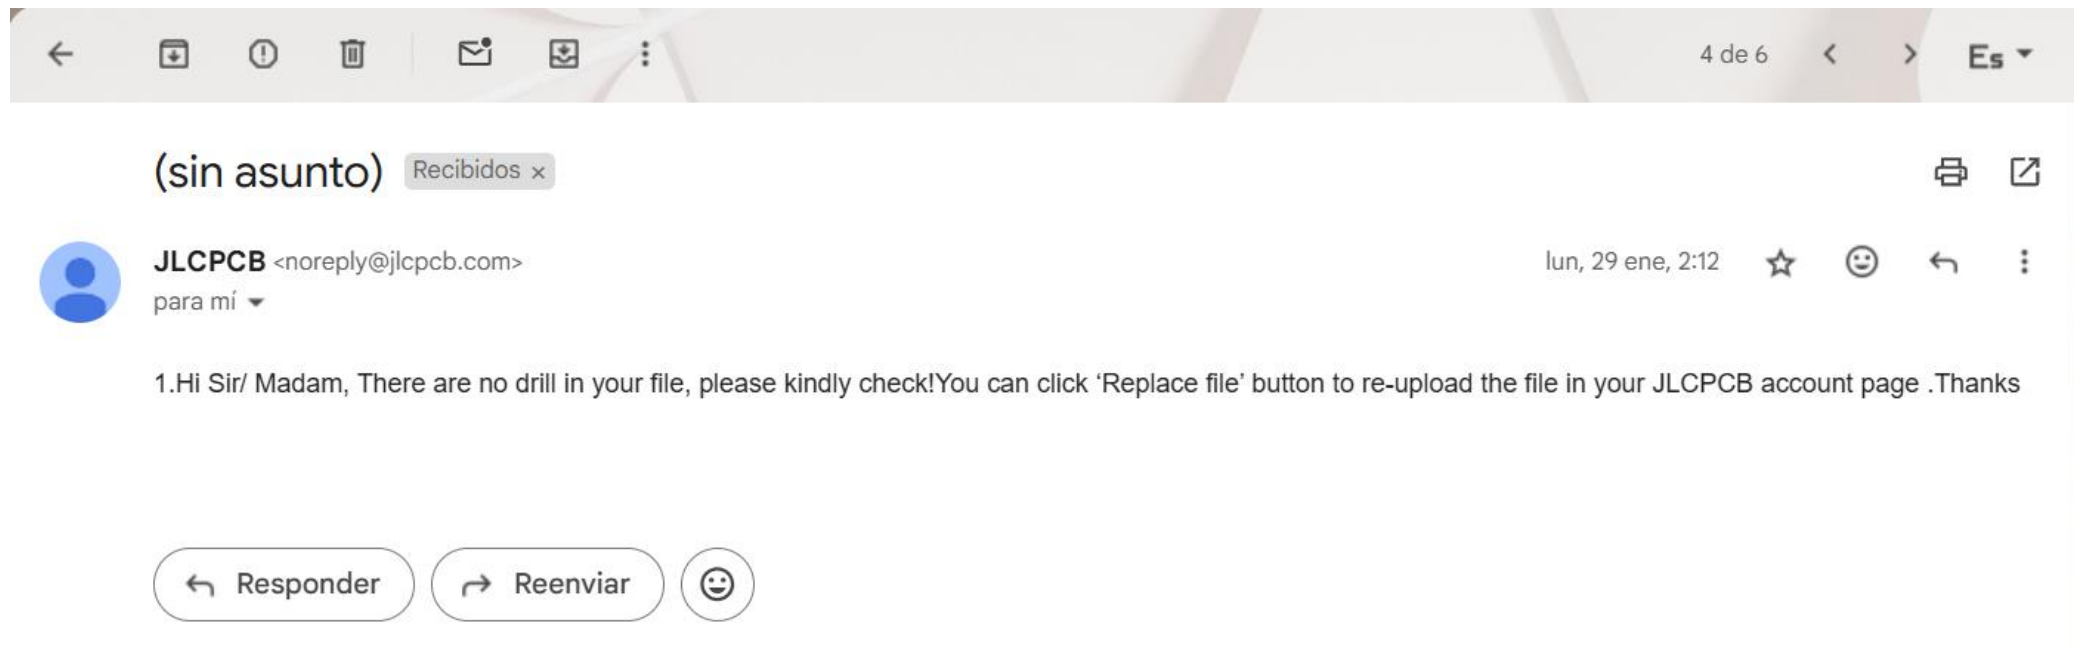 4 de 6
Es
(sin asunto) Recibidos ×
JLCPCB <noreply@jlcpcb.com> lun, 29 ene, 2:12
para mí
1.Hi Sir/ Madam, There are no drill in your file, please kindly check!You can click ‘Replace file’ button to re-upload the file in your JLCPCB account page .Thanks
Responder Reenviar